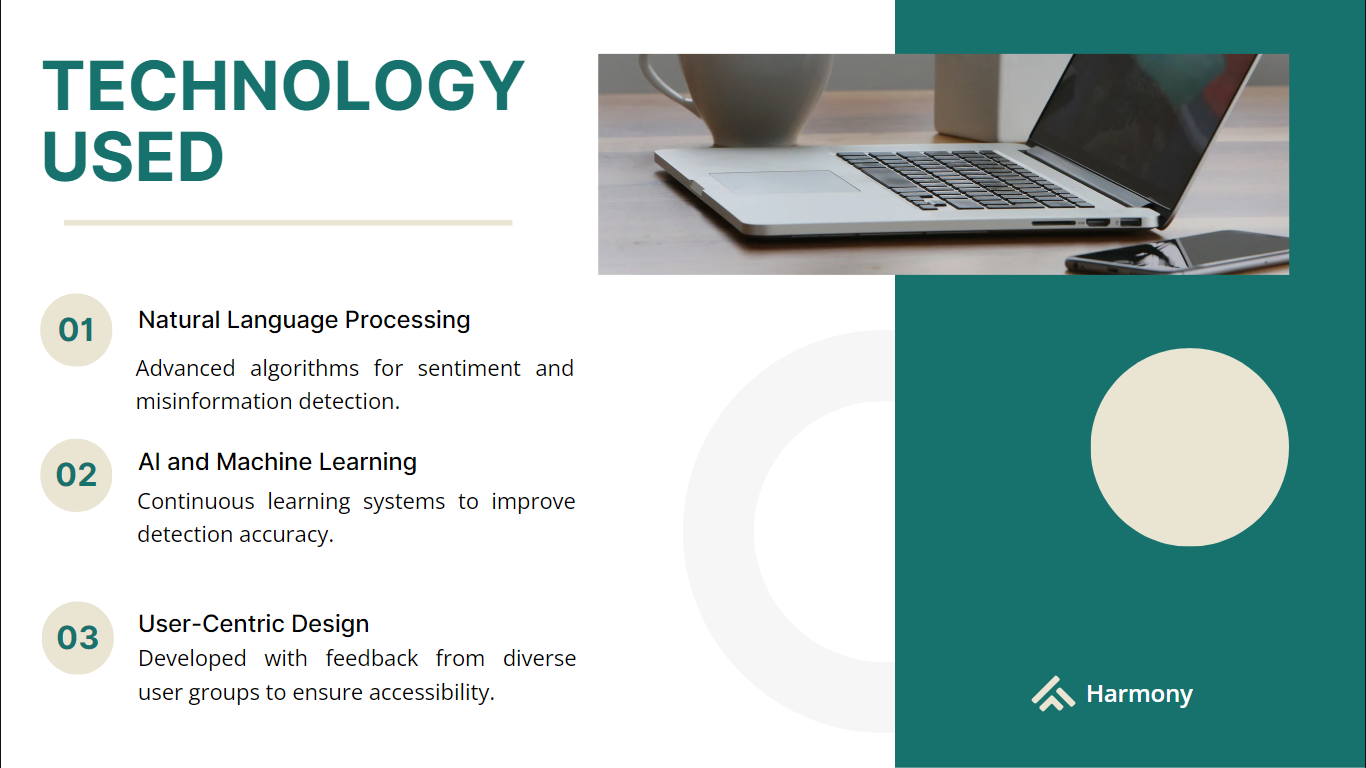 TECHNOLOGY
USED
01
Natural Language Processing
Advanced algorithms for sentiment and
misinformation detection.
02
AI and Machine Learning
Continuous learning systems to improve
detection accuracy.
03
User-Centric Design
Developed with feedback from diverse
user groups to ensure accessibility.
Harmony